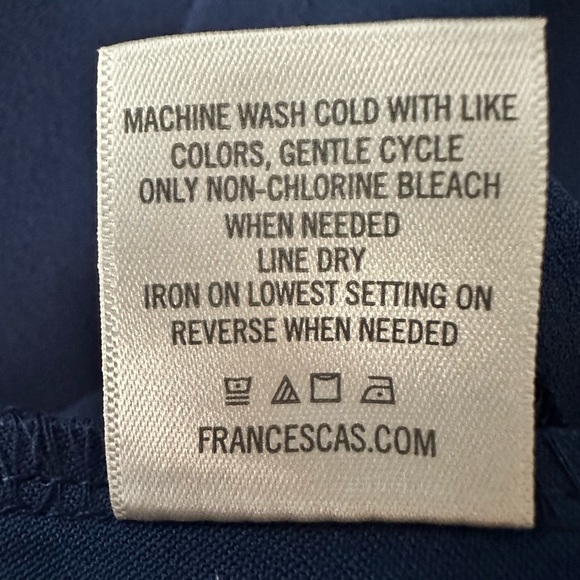 MACHINE WASH COLD WITH LIKE
COLORS, GENTLE CYCLE
ONLY NON-CHLORINE BLEACH
WHEN NEEDED
LINE DRY
IRON ON LOWEST SETTING ON
REVERSE WHEN NEEDED
FRANCESCAS.COM